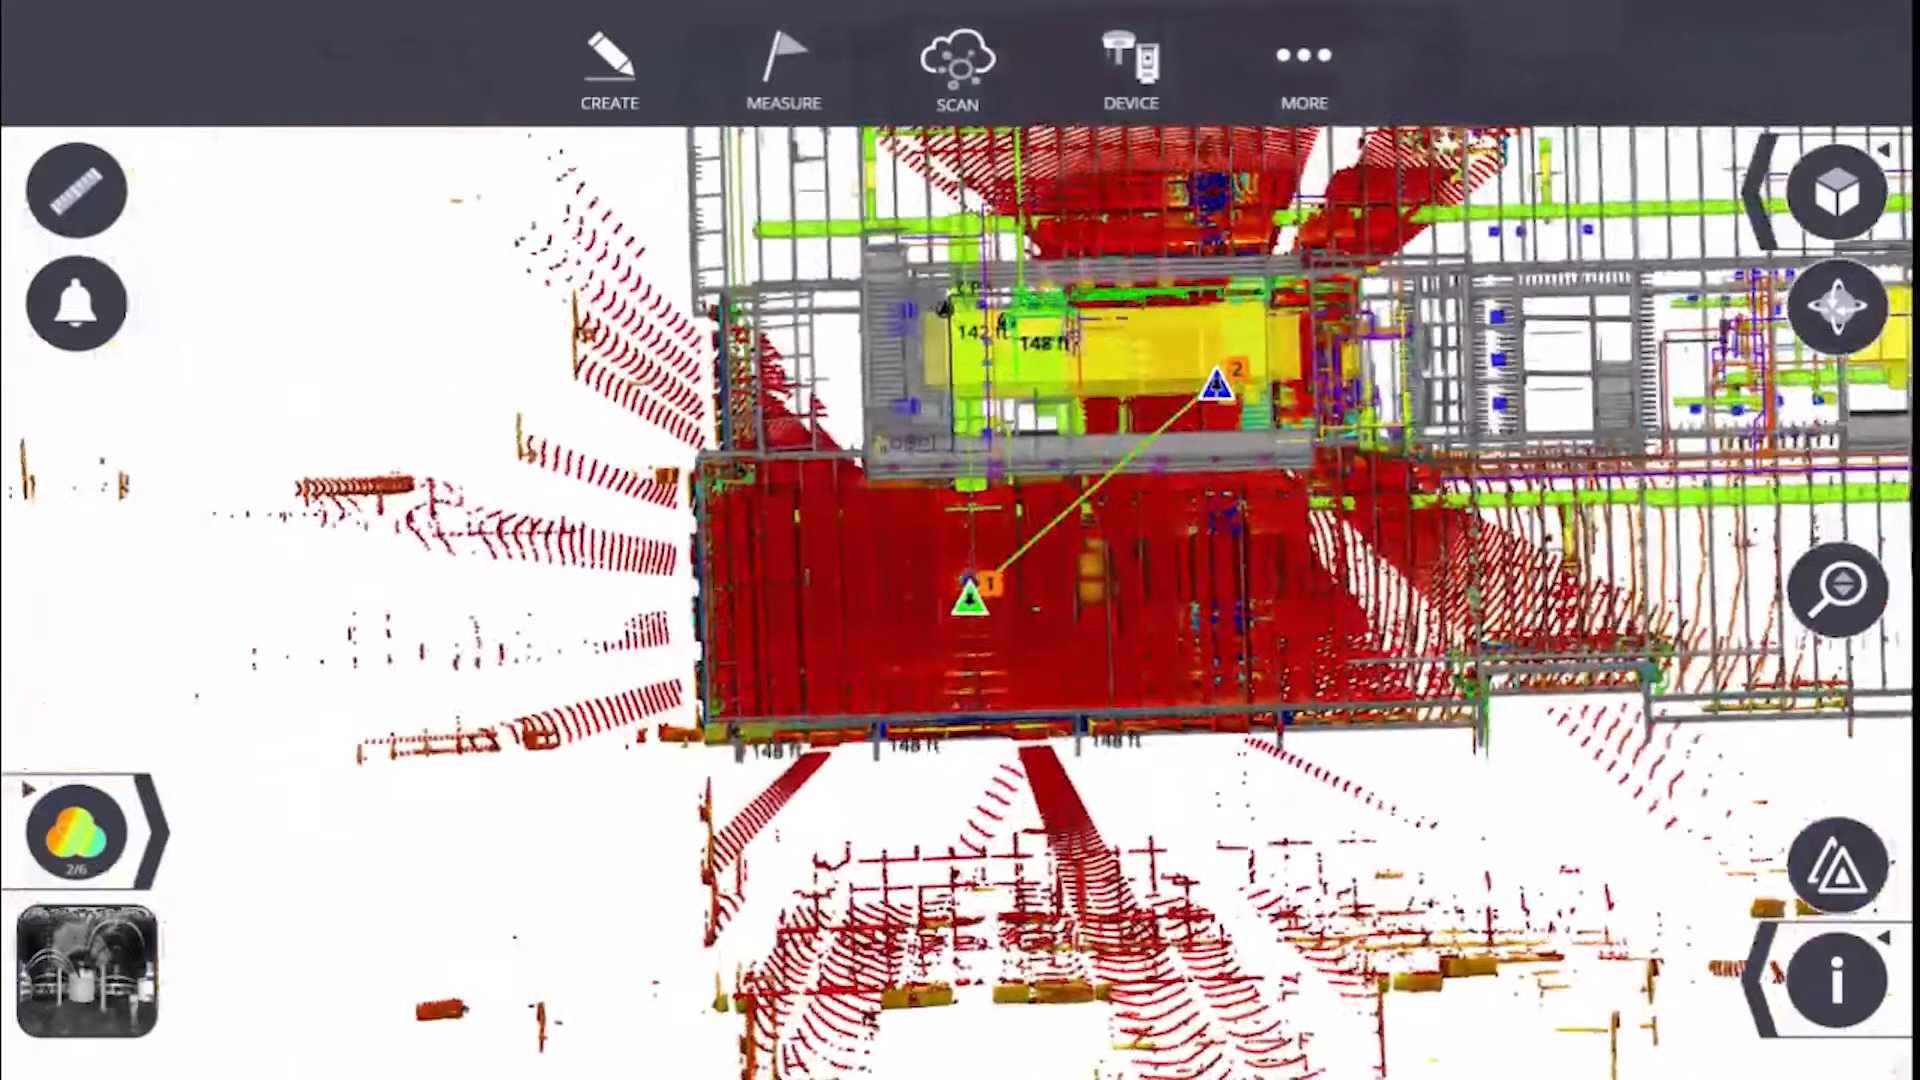 CREATE
MEASURE
SCAN
DEVICE
MORE
142 ft
148 ft
2
1
148 ft
148 ft
148 ft
2/6
i